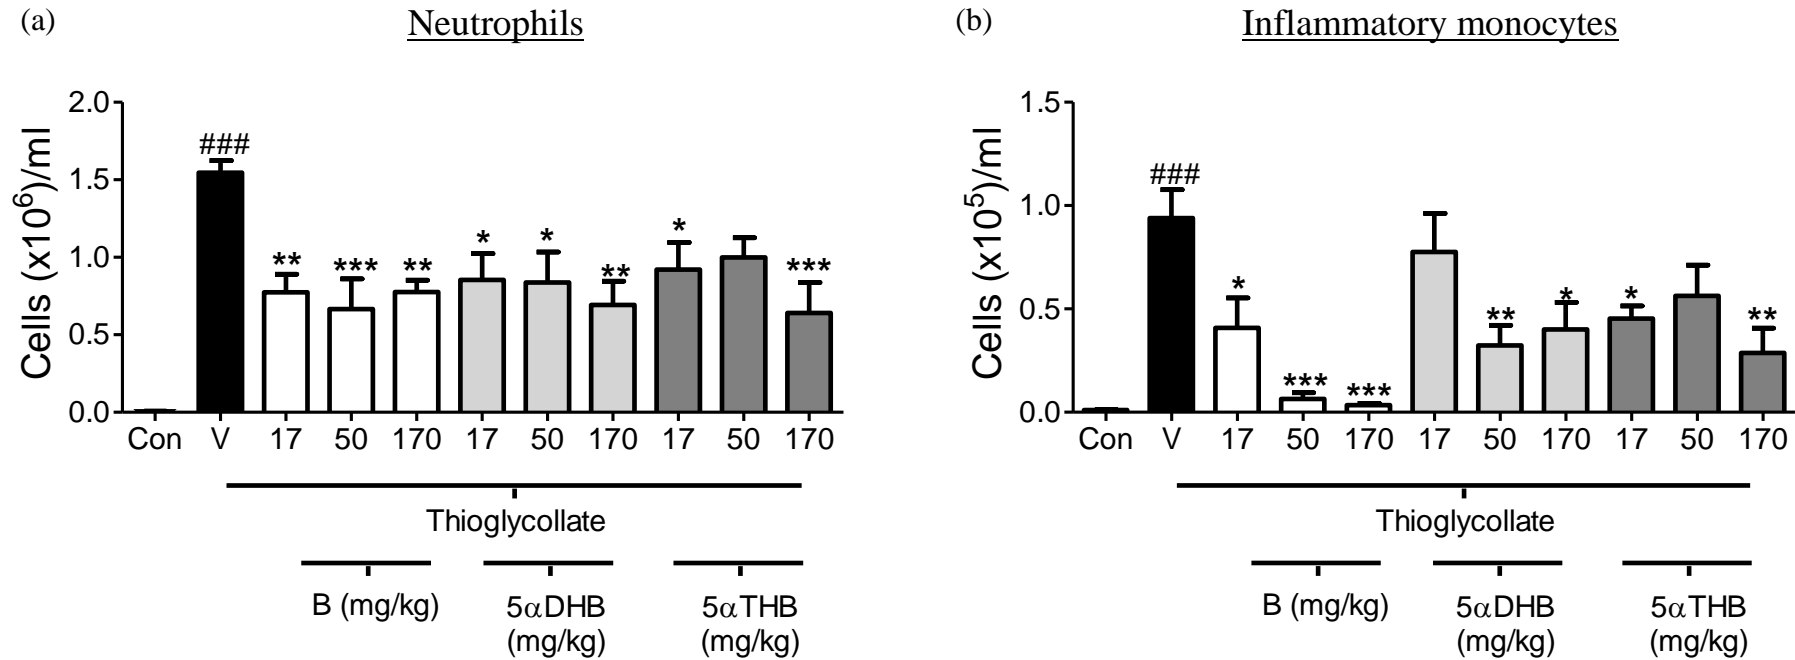 (a)
Neutrophils
Cells (x10⁶)/ml
2.0
1.5
1.0
0.5
0.0
###
** *** ** * * ** * ***
Con V 17 50 170 17 50 170 17 50 170
Thioglycollate
B (mg/kg) 5αDHB 5αTHB
(mg/kg) (mg/kg)
(b)
Inflammatory monocytes
Cells (x10⁵)/ml
1.5
1.0
0.5
0.0
###
* *** *** ** * * **
Con V 17 50 170 17 50 170 17 50 170
Thioglycollate
B (mg/kg) 5αDHB 5αTHB
(mg/kg) (mg/kg)